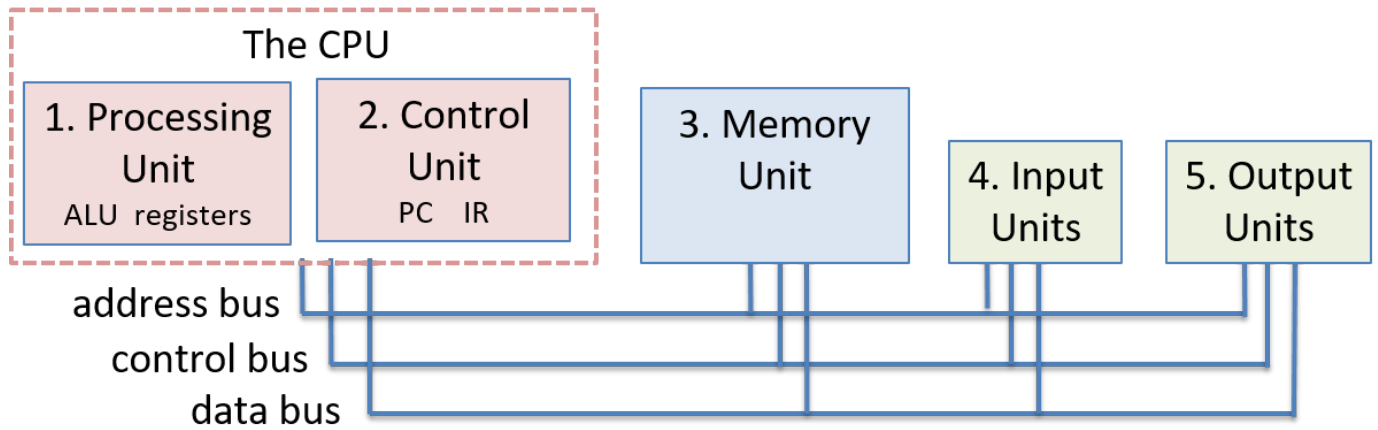 The CPU
1. Processing
Unit
ALU registers
2. Control
Unit
PC IR
3. Memory
Unit
4. Input
Units
5. Output
Units
address bus
control bus
data bus